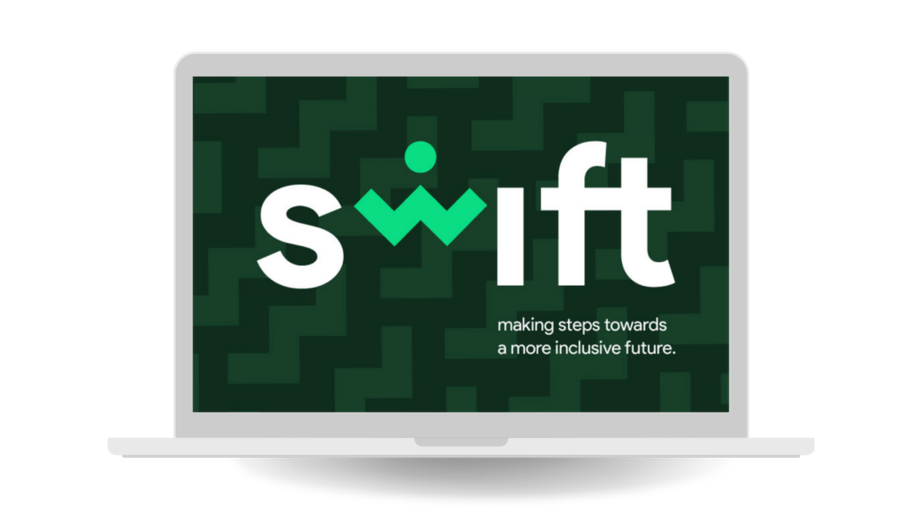 swift
making steps towards
a more inclusive future.